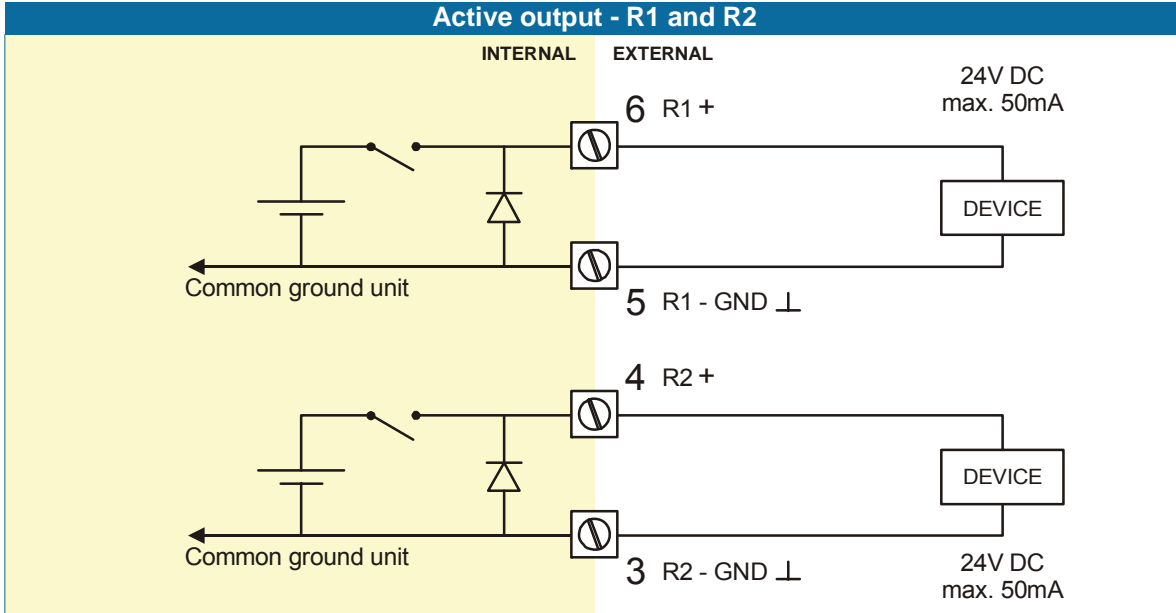 Active output - R1 and R2
INTERNAL EXTERNAL
24V DC
max. 50mA
6 R1 +
DEVICE
Common ground unit
5 R1 - GND ⊥
4 R2 +
DEVICE
Common ground unit
3 R2 - GND ⊥
24V DC
max. 50mA